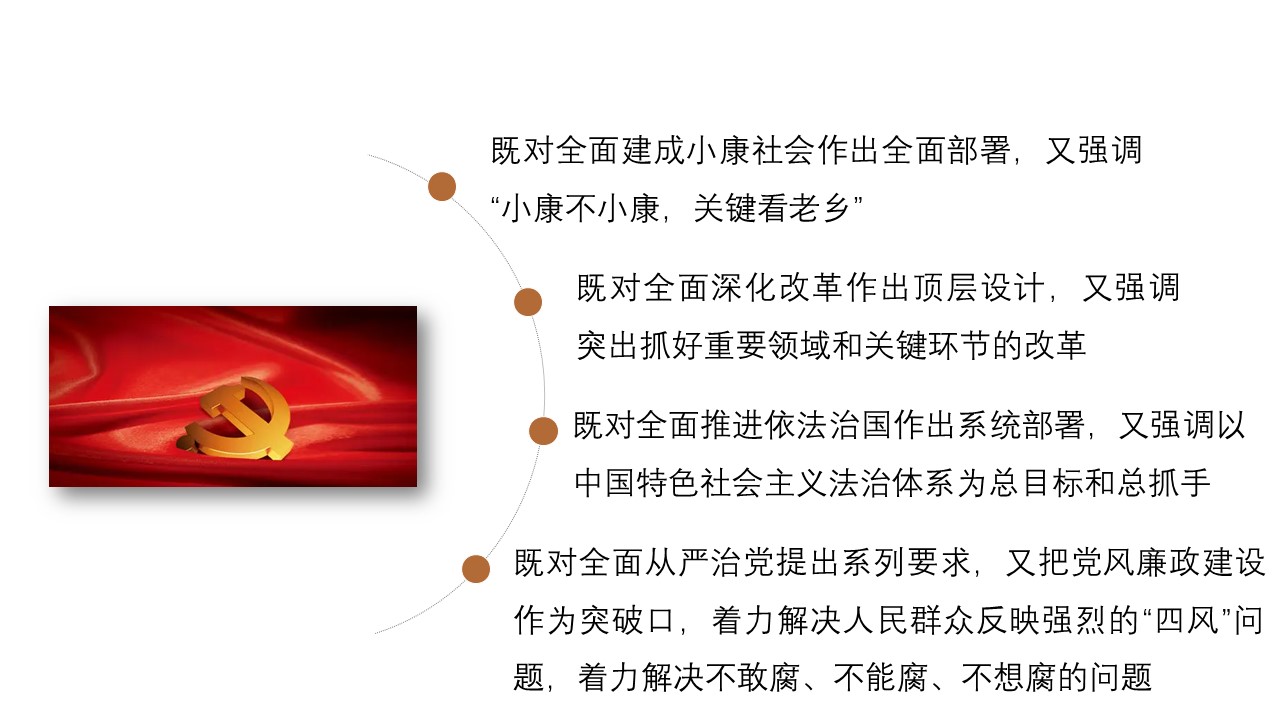 既对全面建成小康社会作出全面部署，又强调
“小康不小康，关键看老乡”
既对全面深化改革作出顶层设计，又强调
突出抓好重要领域和关键环节的改革
既对全面推进依法治国作出系统部署，又强调以
中国特色社会主义法治体系为总目标和总抓手
既对全面从严治党提出系列要求，又把党风廉政建设
作为突破口，着力解决人民群众反映强烈的“四风”问
题，着力解决不敢腐、不能腐、不想腐的问题